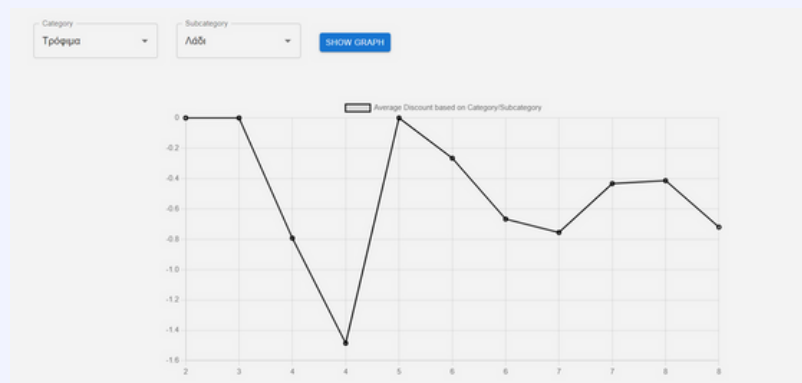 Category
Τρόφιμα
Subcategory
Λάδι
SHOW GRAPH
Average Discount based on Category/Subcategory
0
-0.2
-0.4
-0.6
-0.8
-1.0
-1.2
-1.4
-1.6
2 3 4 4 5 6 6 7 7 8 8